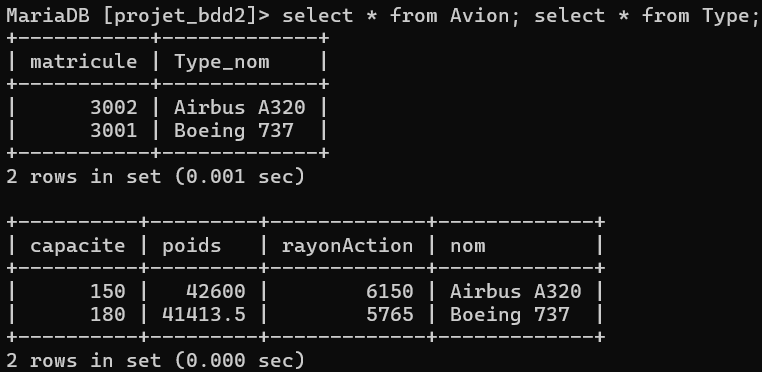 MariaDB [projet_bdd2]> select * from Avion; select * from Type;
+-----------+-------------+
| matricule | Type_nom    |
+-----------+-------------+
|      3002 | Airbus A320 |
|      3001 | Boeing 737  |
+-----------+-------------+
2 rows in set (0.001 sec)

+----------+---------+-------------+-------------+
| capacite | poids   | rayonAction | nom         |
+----------+---------+-------------+-------------+
|      150 |   42600 |        6150 | Airbus A320 |
|      180 | 41413.5 |        5765 | Boeing 737  |
+----------+---------+-------------+-------------+
2 rows in set (0.000 sec)